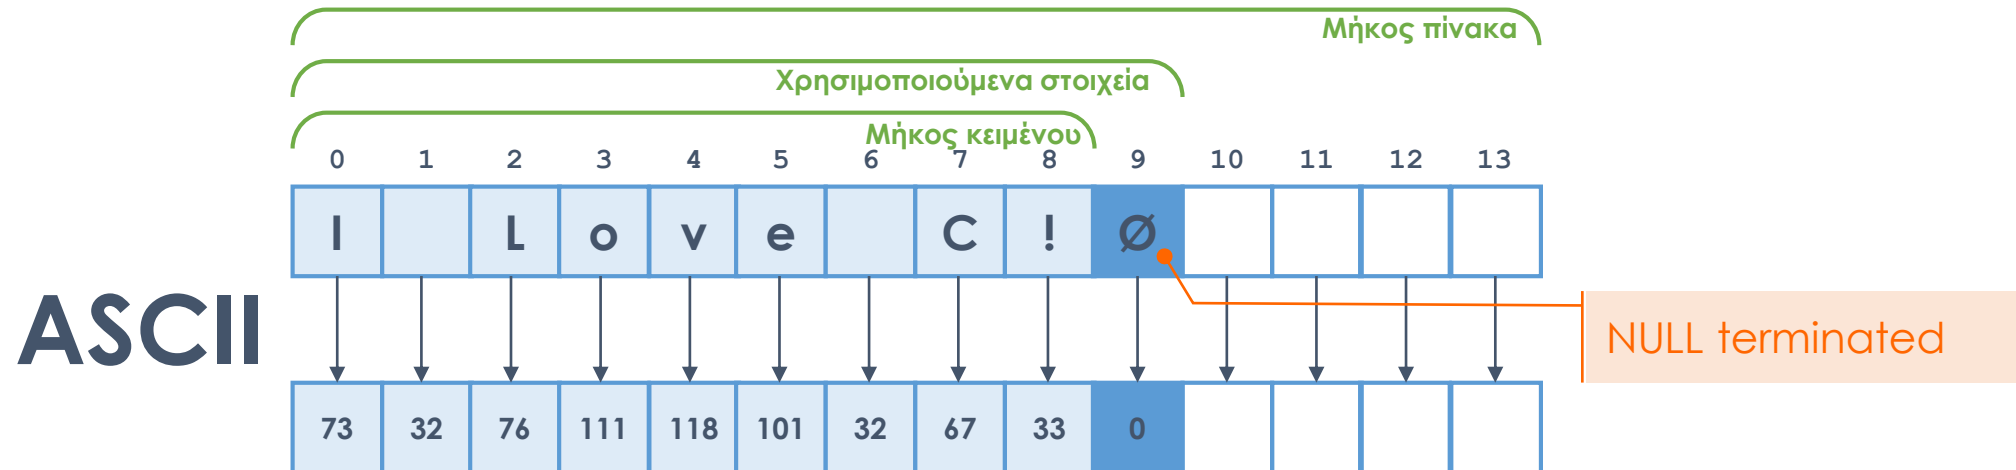 Μήκος πίνακα
Χρησιμοποιούμενα στοιχεία
Μήκος κειμένου
0 1 2 3 4 5 6 7 8 9 10 11 12 13
I L o v e C ! Ø
ASCII
NULL terminated
73 32 76 111 118 101 32 67 33 0